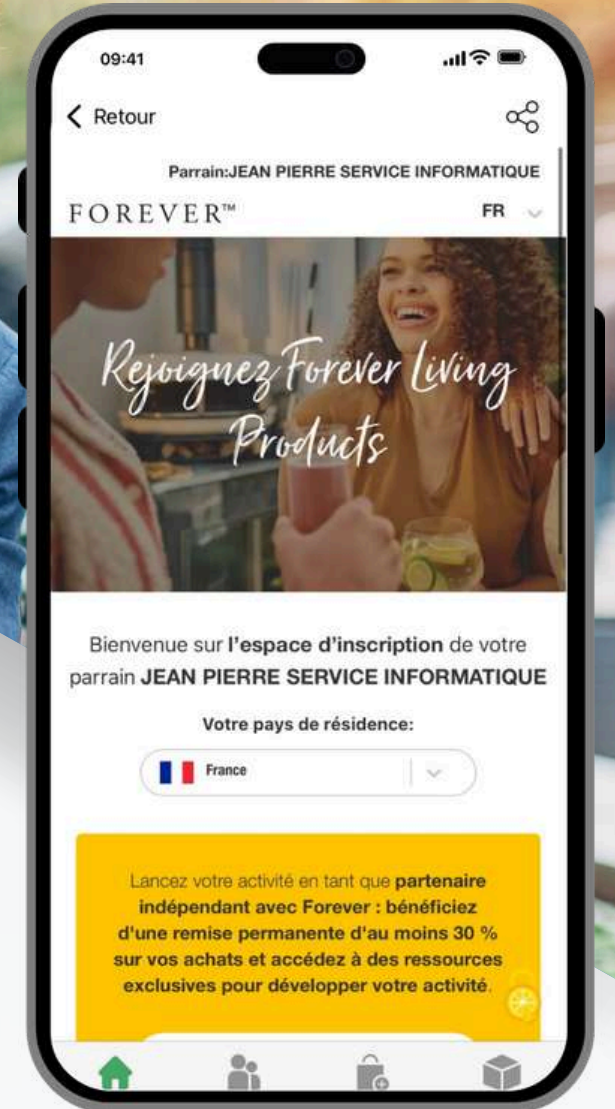 09:41
Retour
Parrain:JEAN PIERRE SERVICE INFORMATIQUE
FOREVER™
FR
Rejoignez Forever Living
Products
Bienvenue sur l'espace d'inscription de votre
parrain JEAN PIERRE SERVICE INFORMATIQUE
Votre pays de résidence:
France
Lancez votre activité en tant que partenaire
indépendant avec Forever : bénéficiez
d'une remise permanente d'au moins 30 %
sur vos achats et accédez à des ressources
exclusives pour développer votre activité.